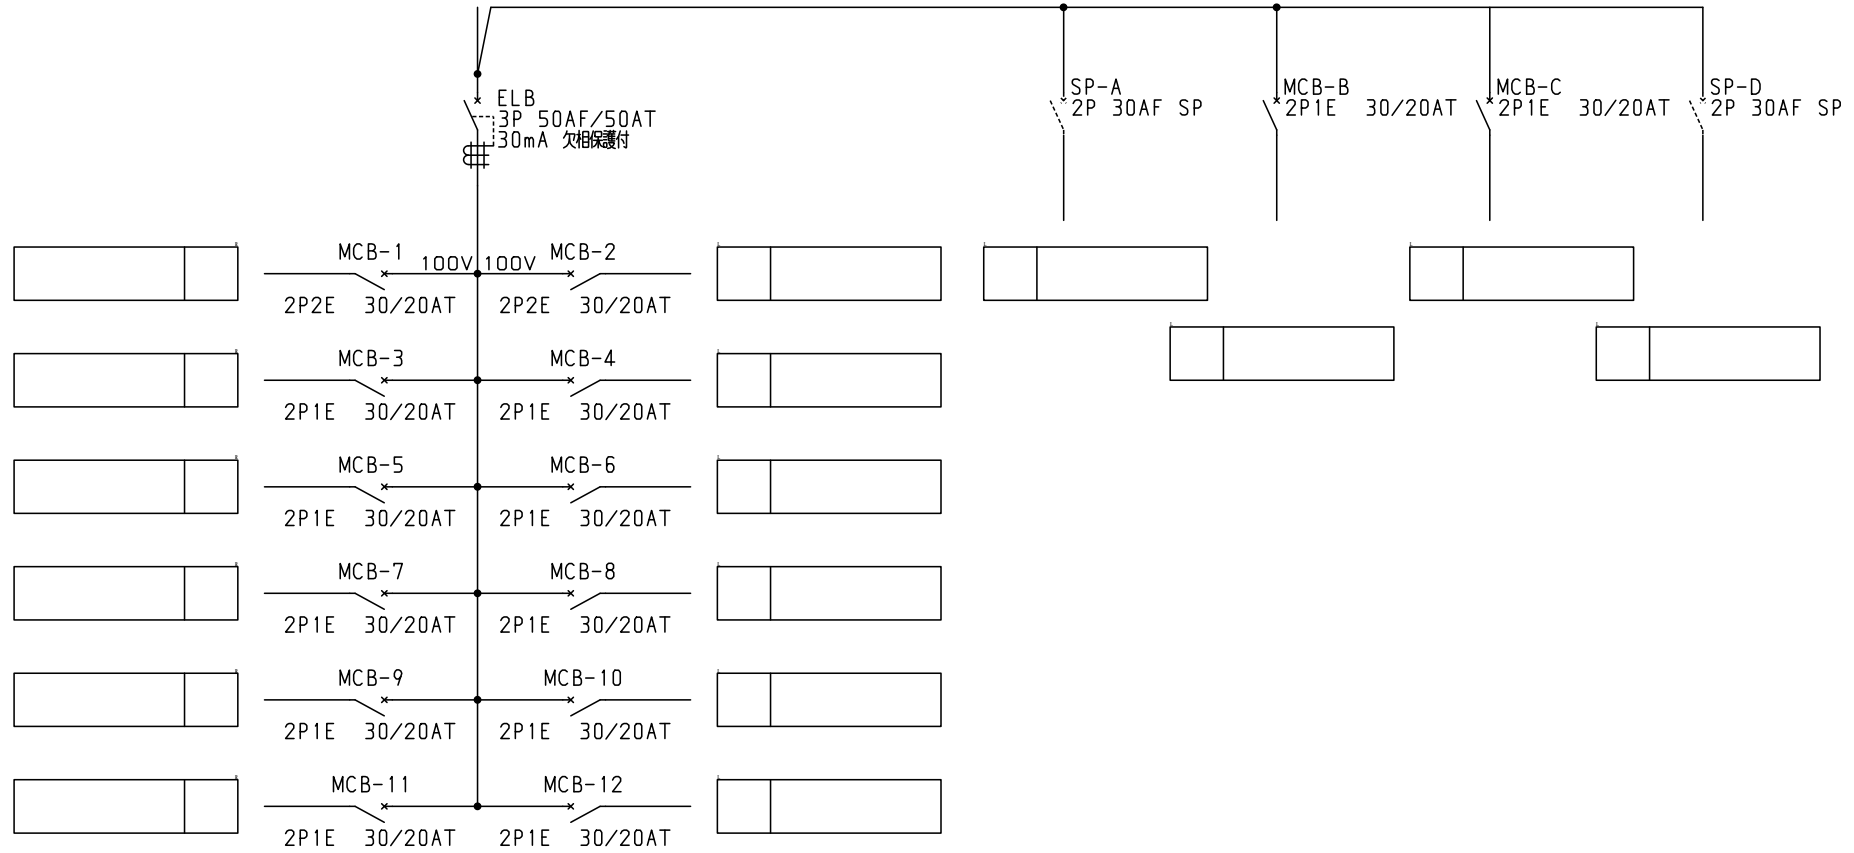 ELB
3P 50AF/50AT
30mA 欠相保護付
SP-A
2P 30AF SP
MCB-B
2P1E 30/20AT
MCB-C
2P1E 30/20AT
SP-D
2P 30AF SP
MCB-1 100V 100V MCB-2
2P2E 30/20AT 2P2E 30/20AT
MCB-3 MCB-4
2P1E 30/20AT 2P1E 30/20AT
MCB-5 MCB-6
2P1E 30/20AT 2P1E 30/20AT
MCB-7 MCB-8
2P1E 30/20AT 2P1E 30/20AT
MCB-9 MCB-10
2P1E 30/20AT 2P1E 30/20AT
MCB-11 MCB-12
2P1E 30/20AT 2P1E 30/20AT